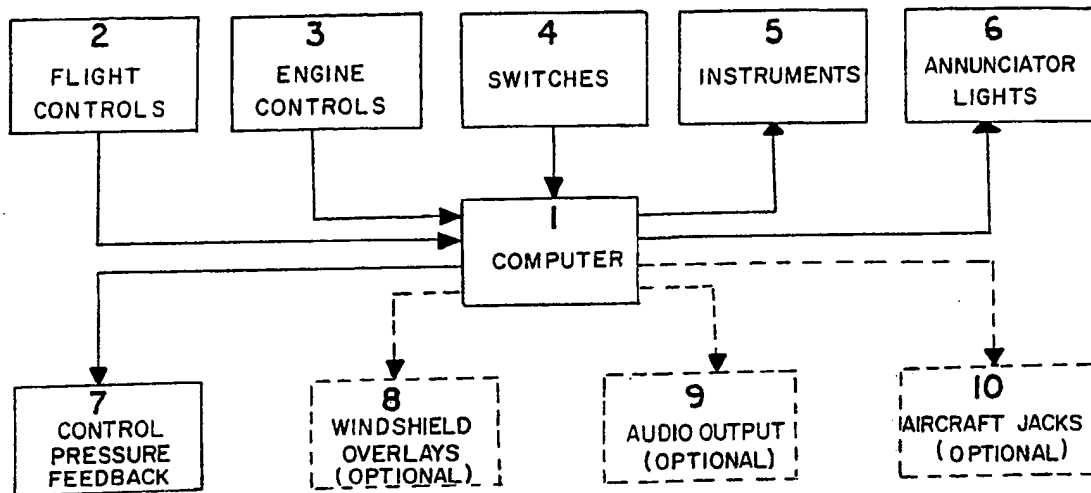 2
FLIGHT
CONTROLS
3
ENGINE
CONTROLS
4
SWITCHES
5
INSTRUMENTS
6
ANNUNCIATOR
LIGHTS
1
COMPUTER
7
CONTROL
PRESSURE
FEEDBACK
8
WINDSHIELD
OVERLAYS
(OPTIONAL)
9
AUDIO OUTPUT
(OPTIONAL)
10
AIRCRAFT JACKS
(OPTIONAL)